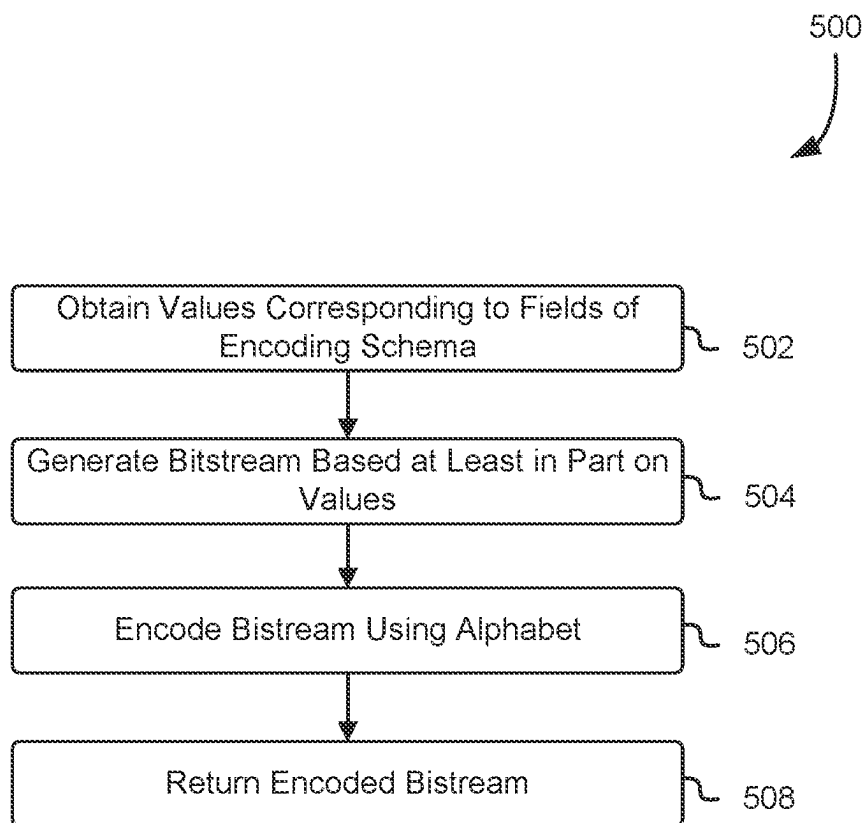 500
Obtain Values Corresponding to Fields of
Encoding Schema
502
Generate Bitstream Based at Least in Part on
Values
504
Encode Bistream Using Alphabet
506
Return Encoded Bistream
508